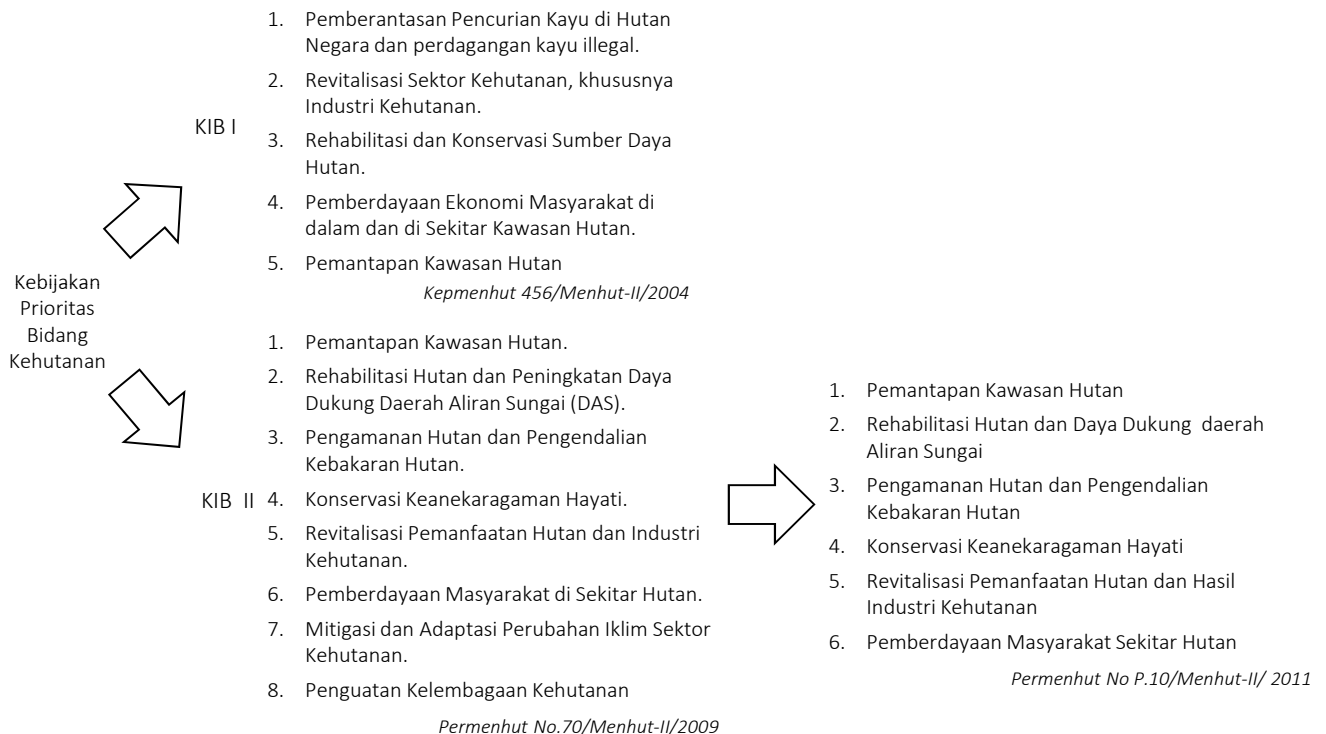 Kebijakan
Prioritas
Bidang
Kehutanan
KIB I
1. Pemberantasan Pencurian Kayu di Hutan
Negara dan perdagangan kayu illegal.
2. Revitalisasi Sektor Kehutanan, khususnya
Industri Kehutanan.
3. Rehabilitasi dan Konservasi Sumber Daya
Hutan.
4. Pemberdayaan Ekonomi Masyarakat di
dalam dan di Sekitar Kawasan Hutan.
5. Pemantapan Kawasan Hutan
Kepmenhut 456/Menhut-II/2004
KIB II
1. Pemantapan Kawasan Hutan.
2. Rehabilitasi Hutan dan Peningkatan Daya
Dukung Daerah Aliran Sungai (DAS).
3. Pengamanan Hutan dan Pengendalian
Kebakaran Hutan.
4. Konservasi Keanekaragaman Hayati.
5. Revitalisasi Pemanfaatan Hutan dan Industri
Kehutanan.
6. Pemberdayaan Masyarakat di Sekitar Hutan.
7. Mitigasi dan Adaptasi Perubahan Iklim Sektor
Kehutanan.
8. Penguatan Kelembagaan Kehutanan
Permenhut No.70/Menhut-II/2009
1. Pemantapan Kawasan Hutan
2. Rehabilitasi Hutan dan Daya Dukung daerah
Aliran Sungai
3. Pengamanan Hutan dan Pengendalian
Kebakaran Hutan
4. Konservasi Keanekaragaman Hayati
5. Revitalisasi Pemanfaatan Hutan dan Hasil
Industri Kehutanan
6. Pemberdayaan Masyarakat Sekitar Hutan
Permenhut No P.10/Menhut-II/ 2011